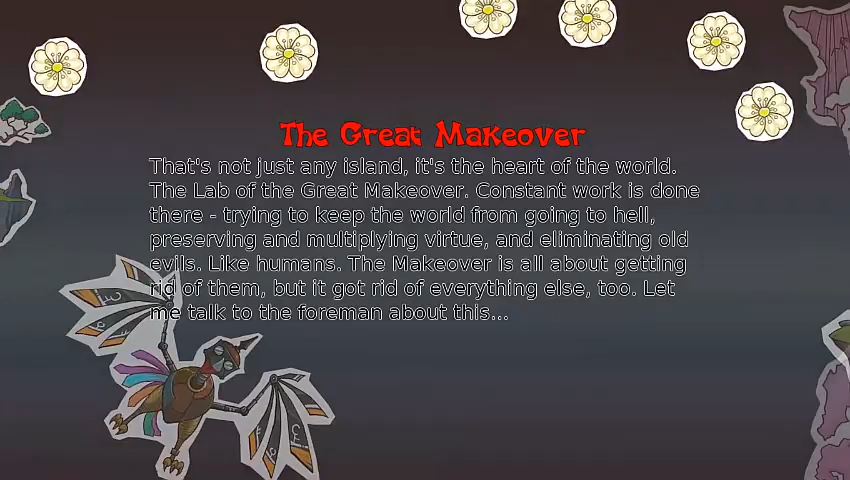 The Great Makeover
That's not just any island, it's the heart of the world.
The Lab of the Great Makeover. Constant work is done
there - trying to keep the world from going to hell,
preserving and multiplying virtue, and eliminating old
evils. Like humans. The Makeover is all about getting
rid of them, but it got rid of everything else, too. Let
me talk to the foreman about this...